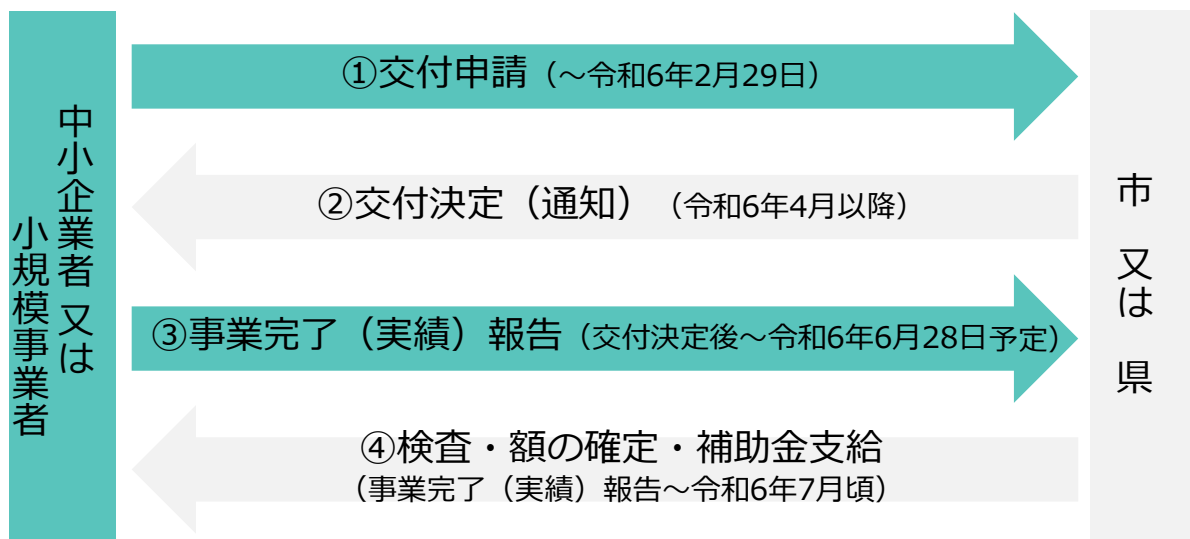 中小企業者又は
小規模事業者
①交付申請（～令和6年2月29日）
②交付決定（通知）（令和6年4月以降）
③事業完了（実績）報告（交付決定後～令和6年6月28日予定）
④検査・額の確定・補助金支給
（事業完了（実績）報告～令和6年7月頃）
市又は県